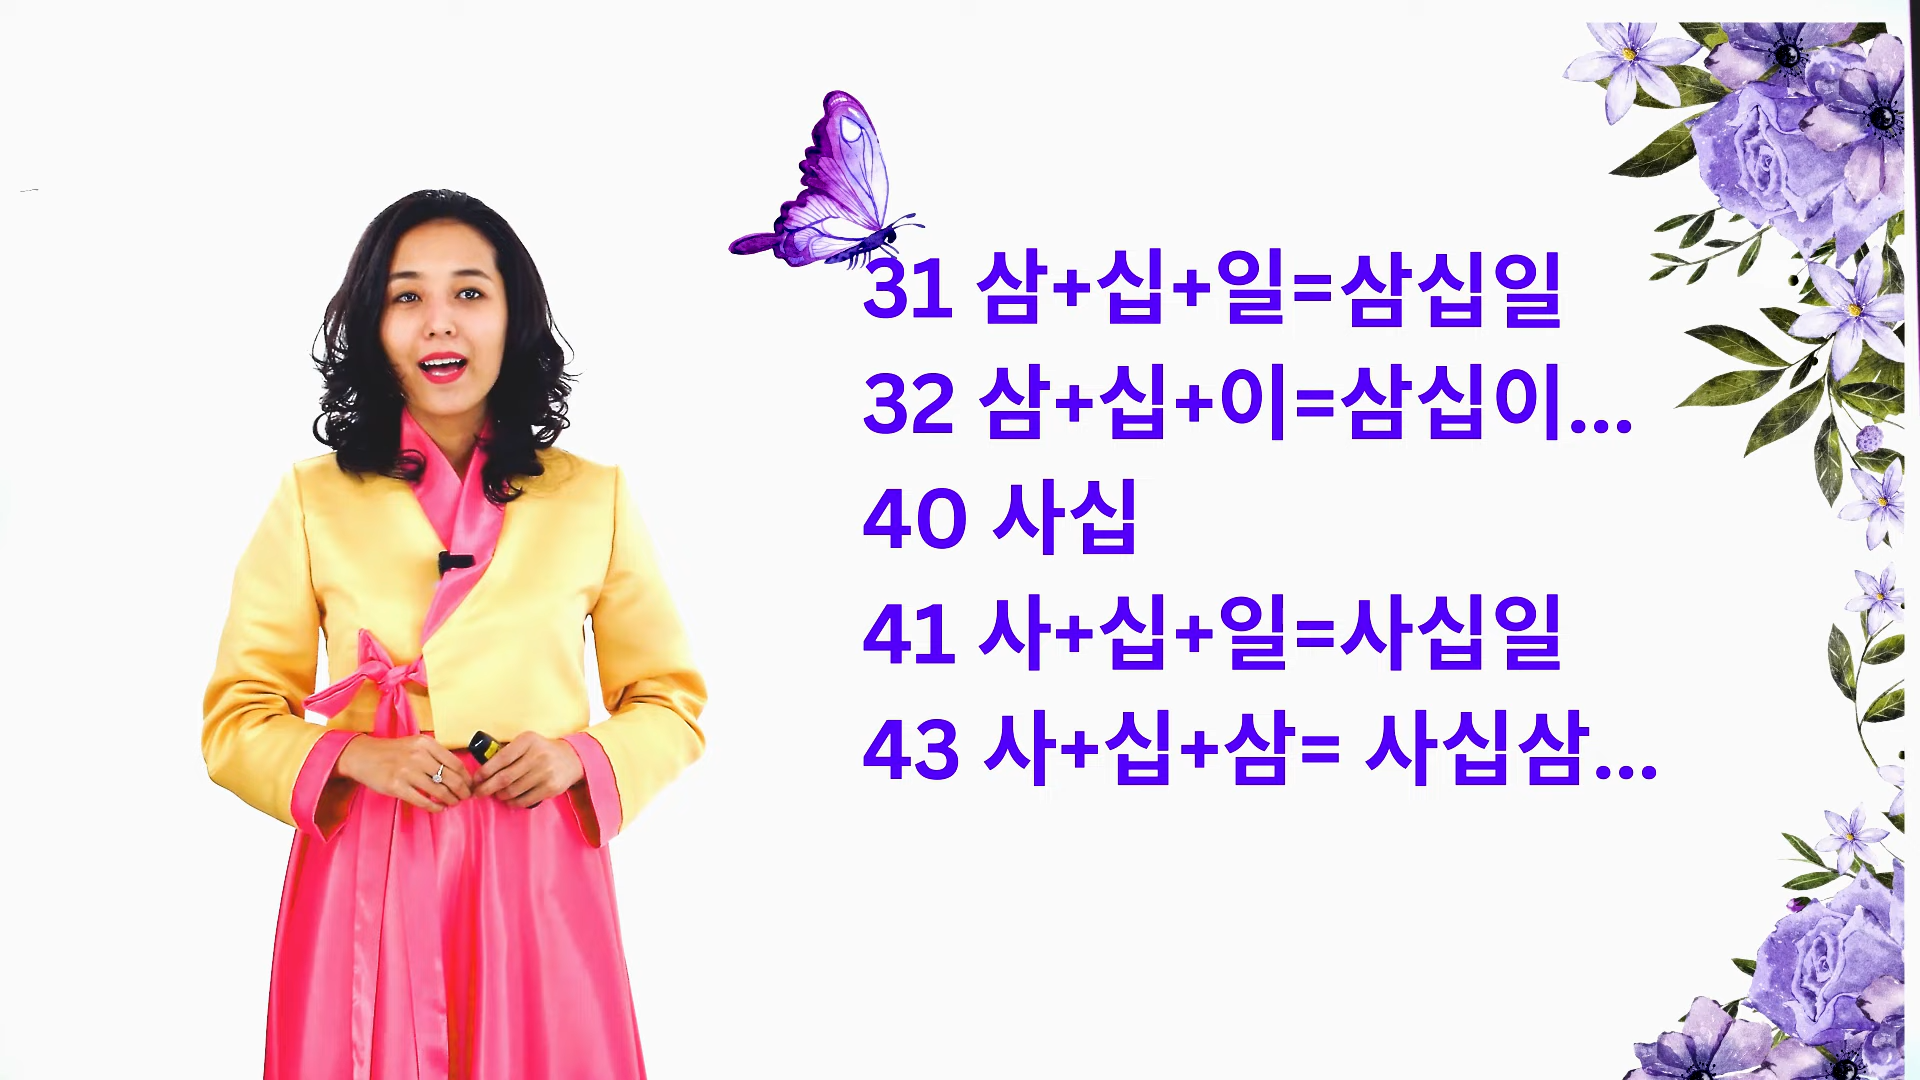 31 삼+십+일=삼십일
32 삼+십+이=삼십이...
40 사십
41 사+십+일=사십일
43 사+십+삼= 사십삼...